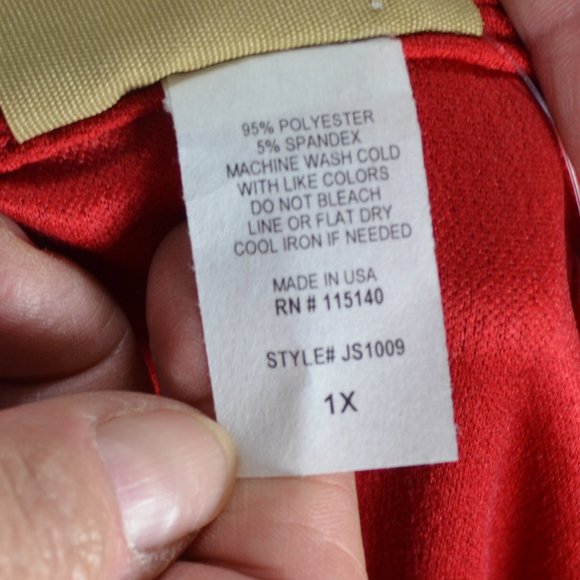 95% POLYESTER
5% SPANDEX
MACHINE WASH COLD
WITH LIKE COLORS
DO NOT BLEACH
LINE OR FLAT DRY
COOL IRON IF NEEDED
MADE IN USA
RN # 115140
STYLE# JS1009
1X